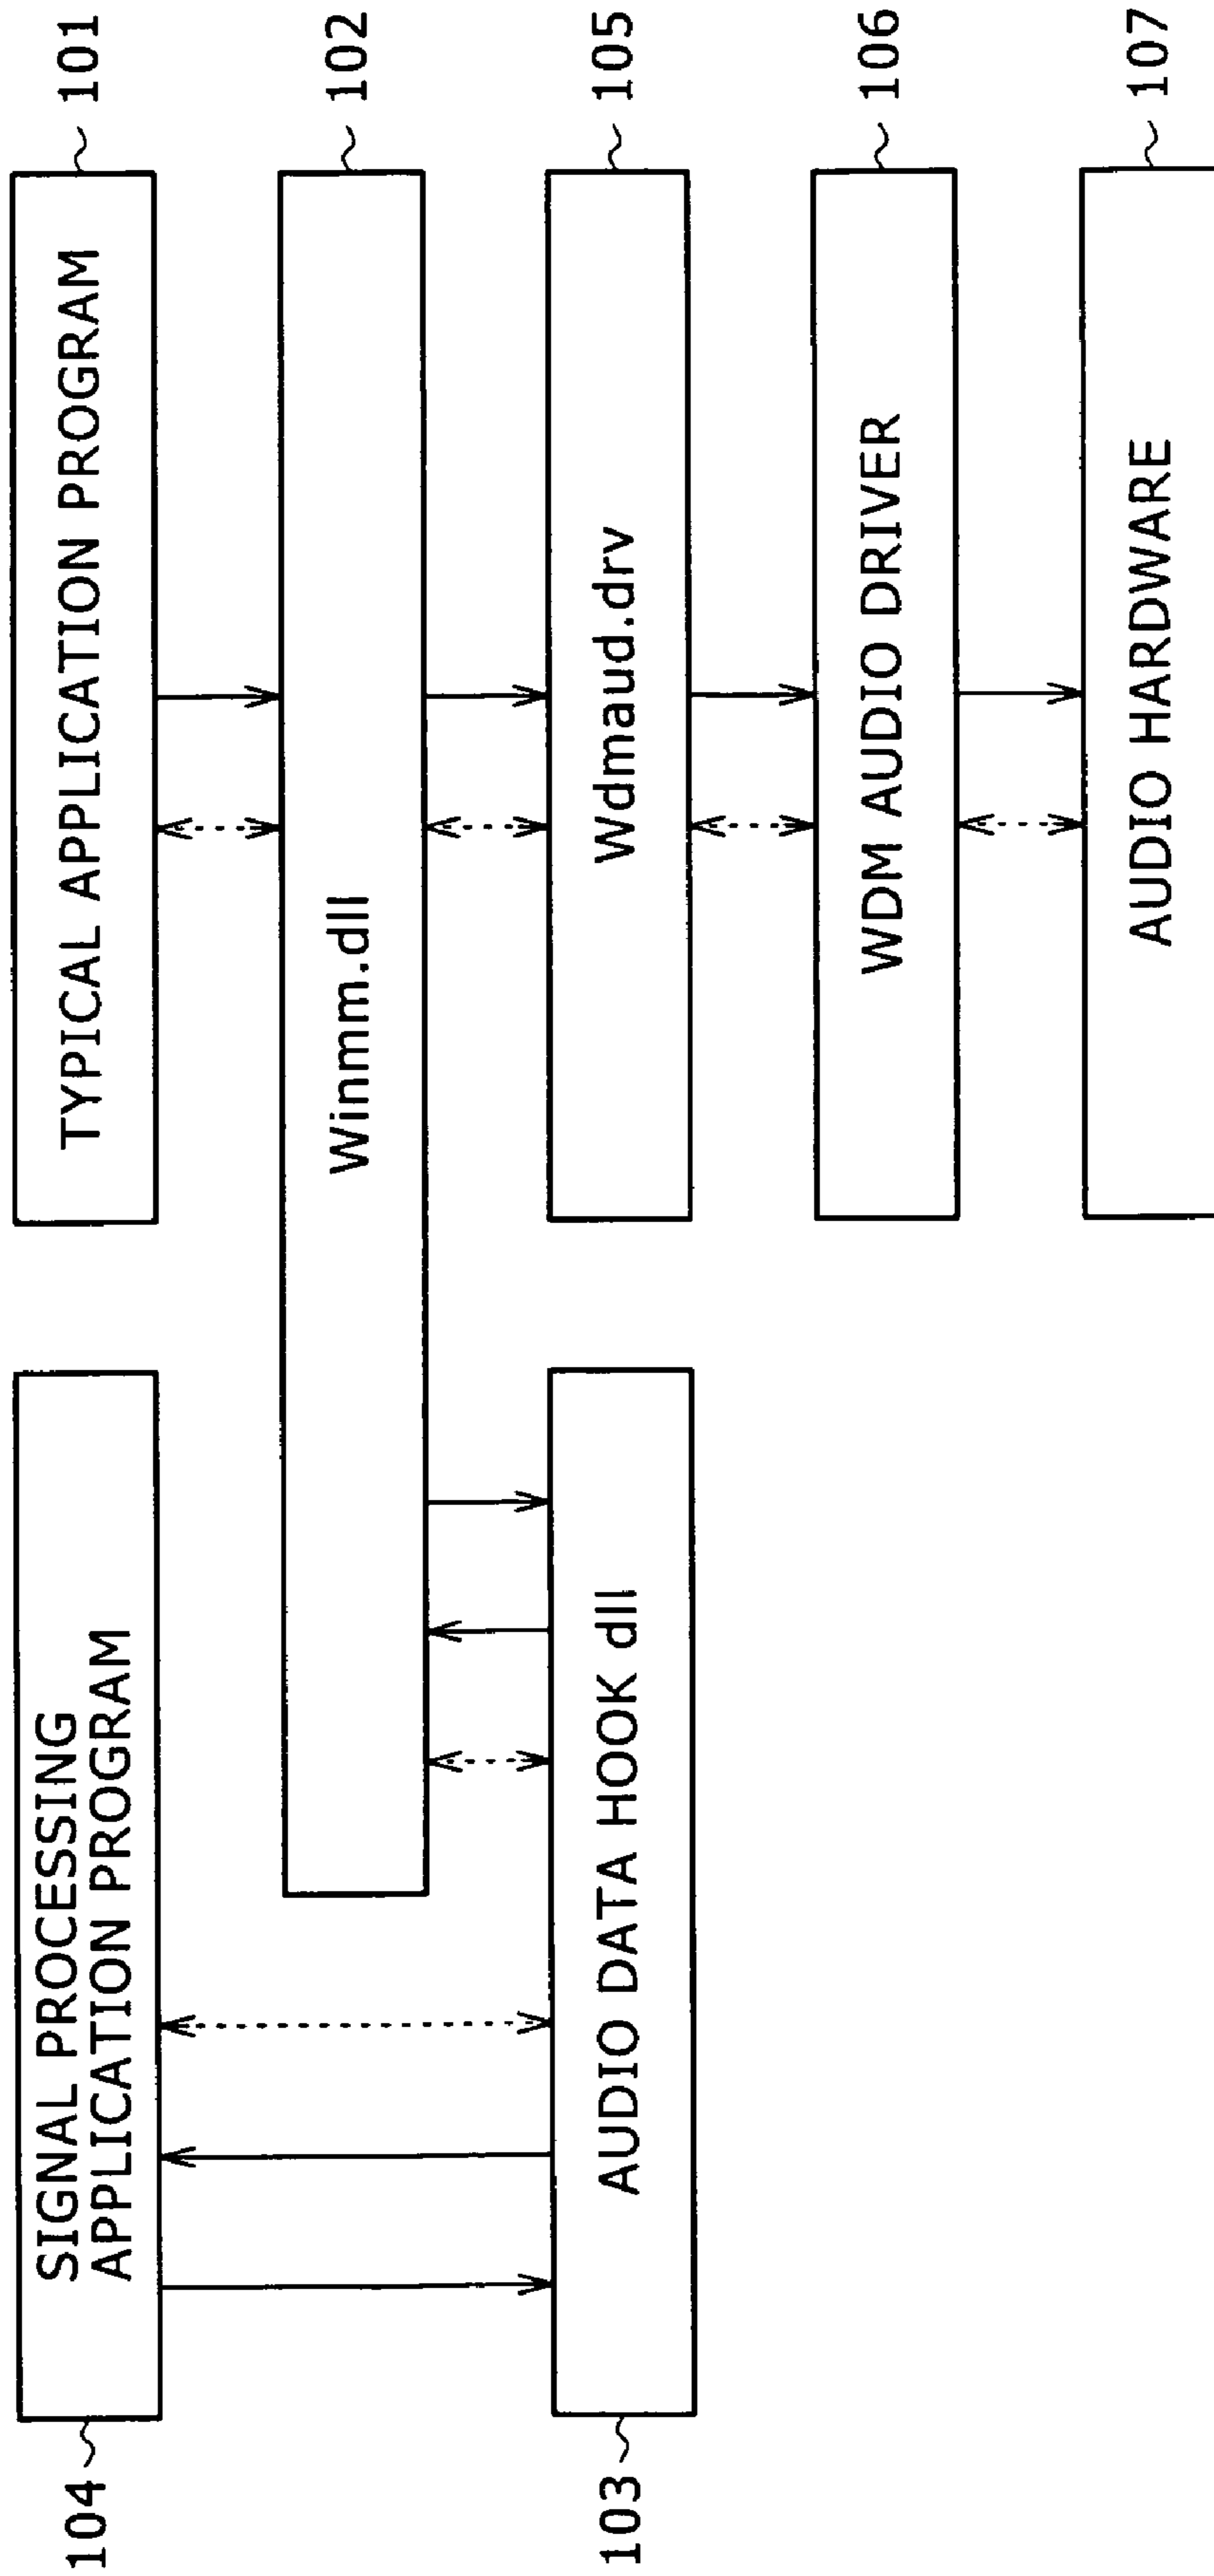 104
SIGNAL PROCESSING
APPLICATION PROGRAM
TYPICAL APPLICATION PROGRAM
101
Winmm.dll
102
103
AUDIO DATA HOOK dll
Wdmaud.drv
105
WDM AUDIO DRIVER
106
AUDIO HARDWARE
107